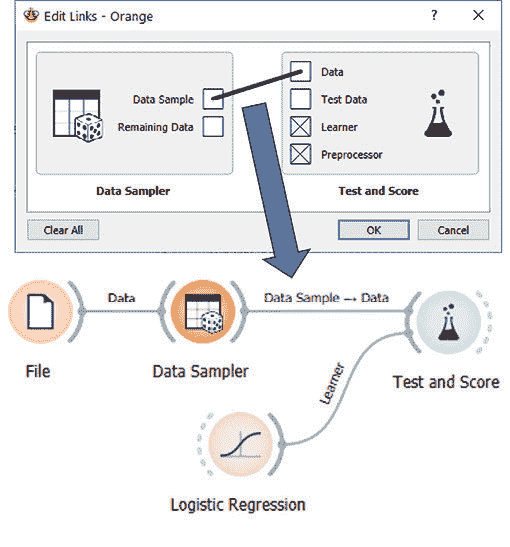 Edit Links - Orange
Data Sample
Remaining Data
Data Sampler
Data
Test Data
Learner
Preprocessor
Test and Score
Clear All
OK
Cancel
Data
Data Sample → Data
File
Data Sampler
Learner
Test and Score
Logistic Regression